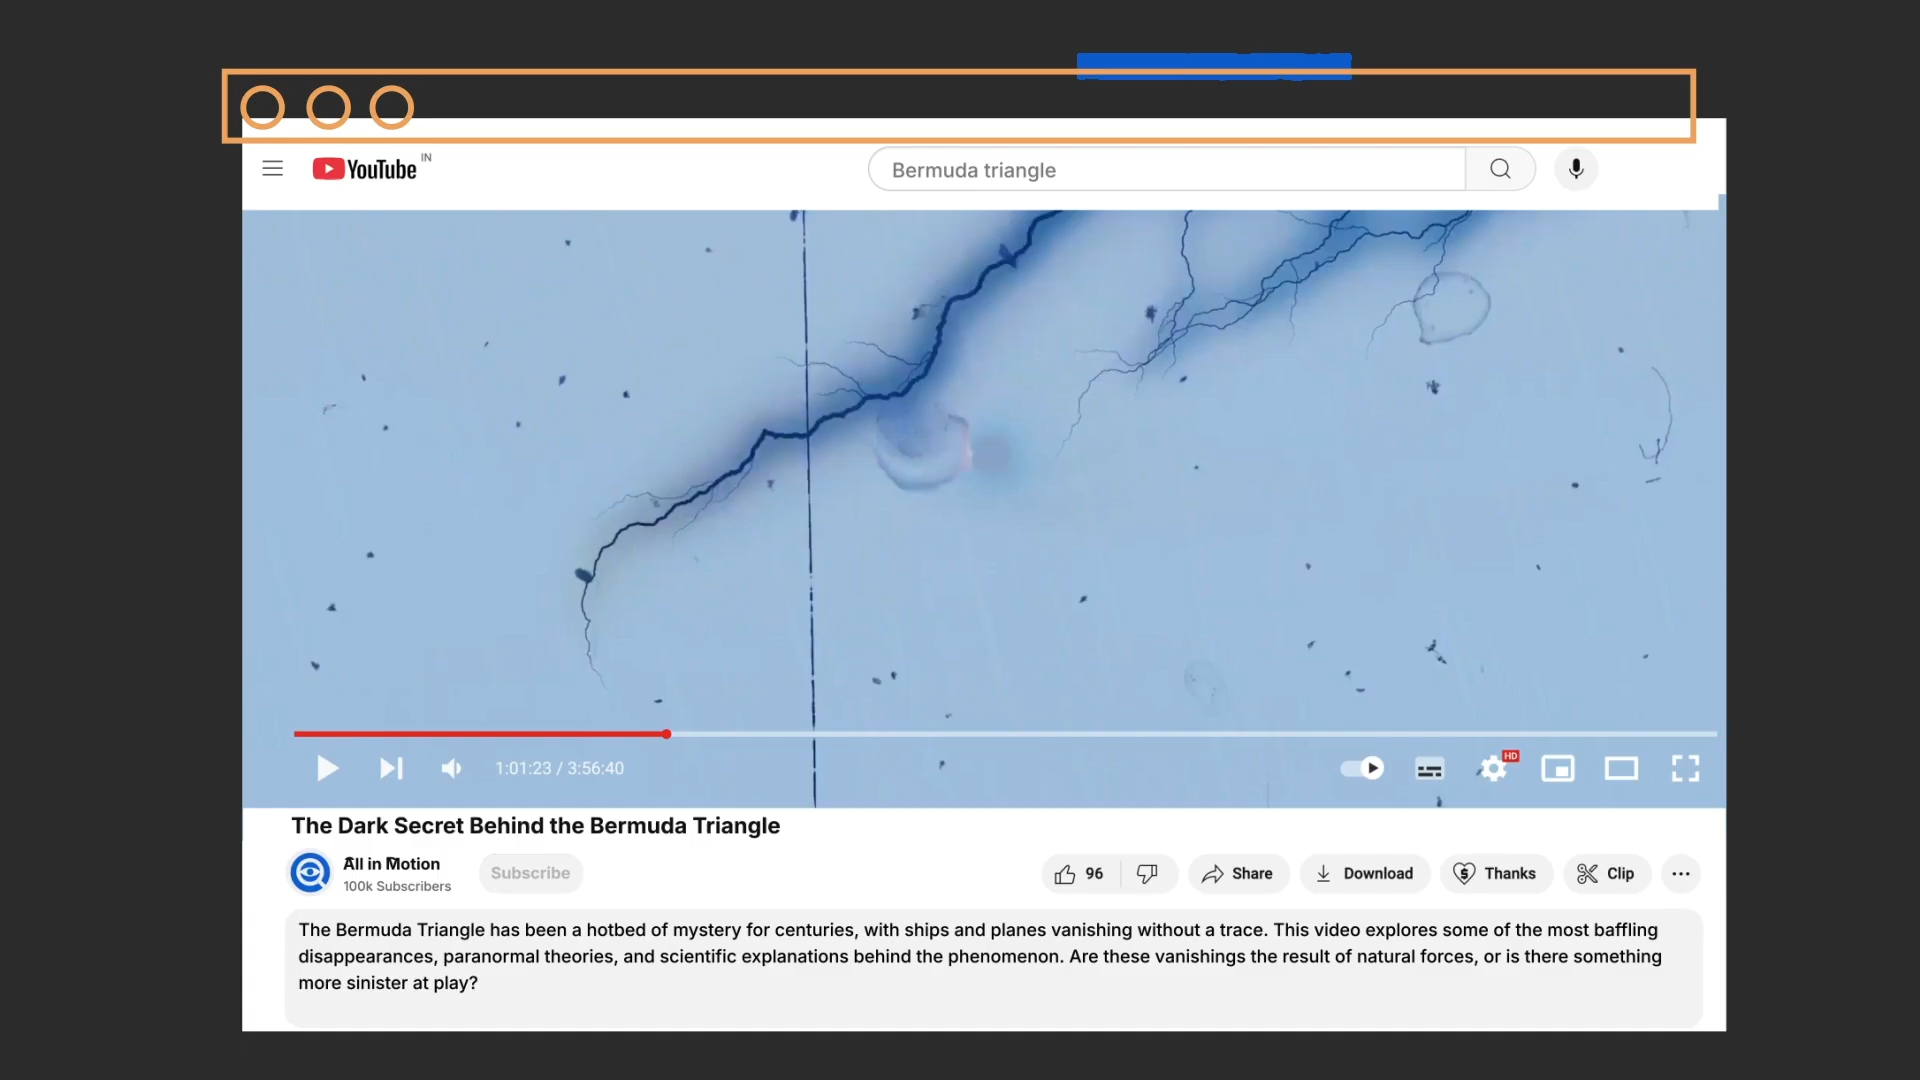 YouTube IN
Bermuda triangle
HD
1:01:23 / 3:56:40
The Dark Secret Behind the Bermuda Triangle
All in Motion
100k Subscribers
Subscribe
96
Share
Download
Thanks
Clip
The Bermuda Triangle has been a hotbed of mystery for centuries, with ships and planes vanishing without a trace. This video explores some of the most baffling
disappearances, paranormal theories, and scientific explanations behind the phenomenon. Are these vanishings the result of natural forces, or is there something
more sinister at play?